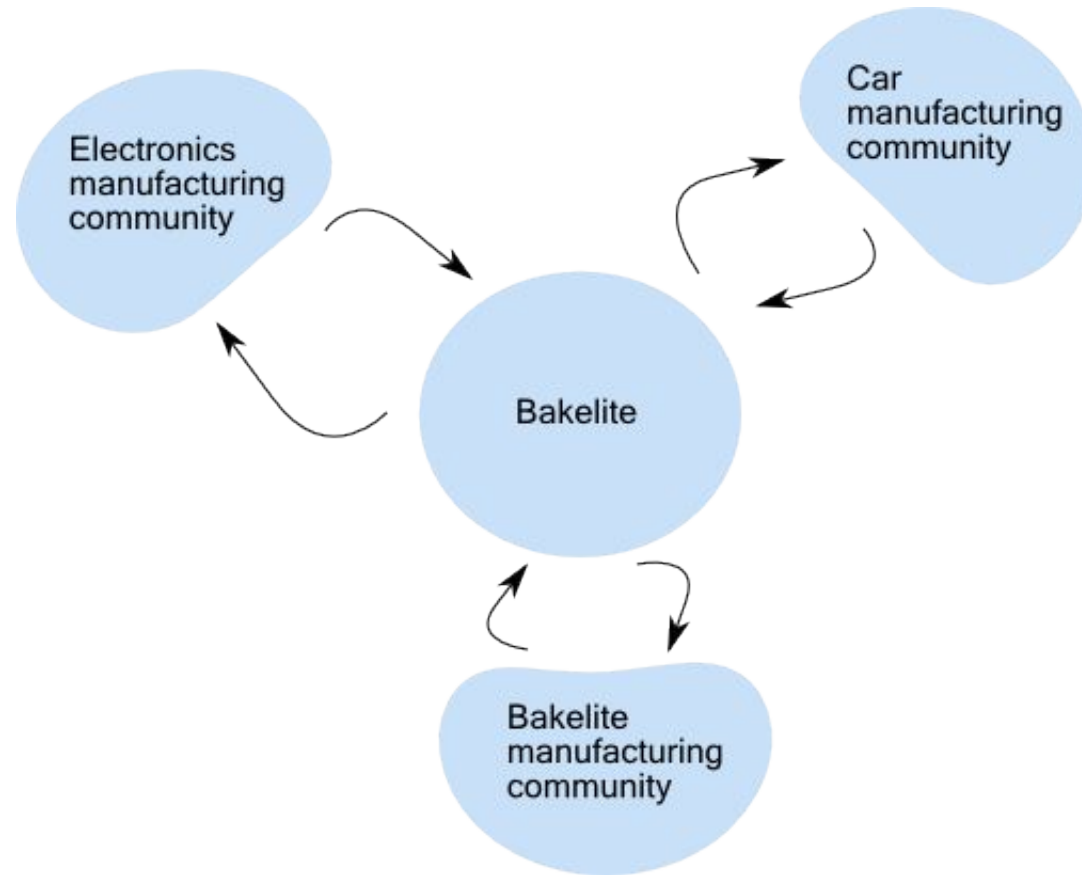 Car
manufacturing
community
Electronics
manufacturing
community
Bakelite
Bakelite
manufacturing
community